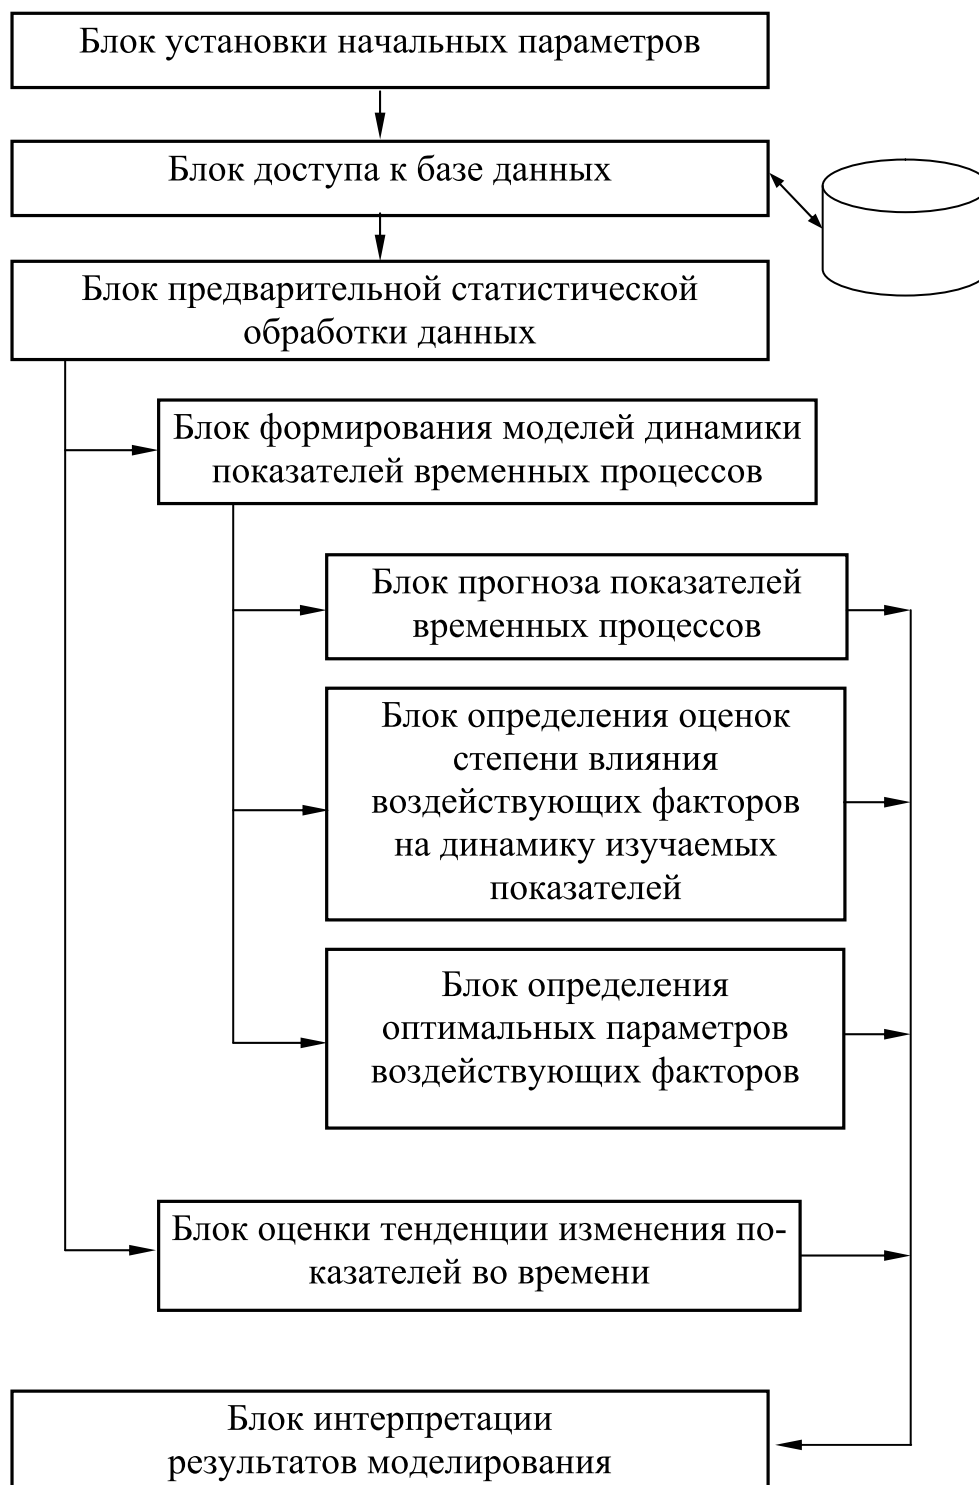 Блок установки начальных параметров
Блок доступа к базе данных
Блок предварительной статистической
обработки данных
Блок формирования моделей динамики
показателей временных процессов
Блок прогноза показателей
временных процессов
Блок определения оценок
степени влияния
воздействующих факторов
на динамику изучаемых
показателей
Блок определения
оптимальных параметров
воздействующих факторов
Блок оценки тенденции изменения по-
казателей во времени
Блок интерпретации
результатов моделирования